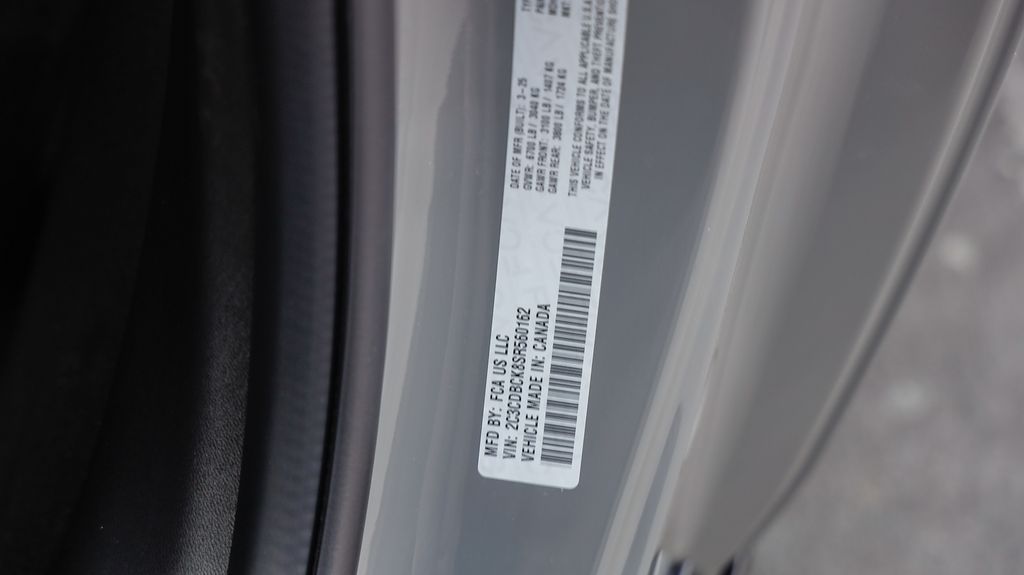 MFD BY: FCA US LLC
VIN: 2C3CDBCK8SR560162
VEHICLE MADE IN: CANADA
DATE OF MFR (BUILT): 3-25
GVWR: 6700 LB / 3040 KG
GAWR FRONT: 3100 LB / 1407 KG
GAWR REAR: 3800 LB / 1724 KG
THIS VEHICLE CONFORMS TO ALL APPLICABLE U.S.A.
VEHICLE SAFETY, BUMPER, AND THEFT PREVENTION
IN EFFECT ON THE DATE OF MANUFACTURE SHO